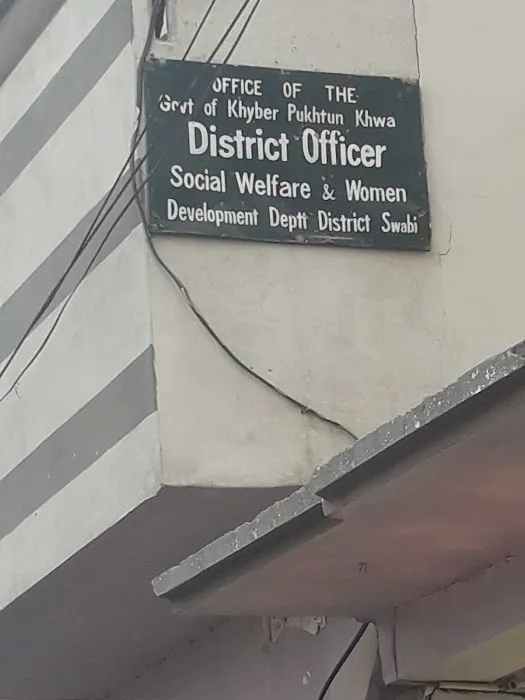 OFFICE OF THE
Govt of Khyber Pukhtun Khwa
District Officer
Social Welfare & Women
Development Deptt District Swabi